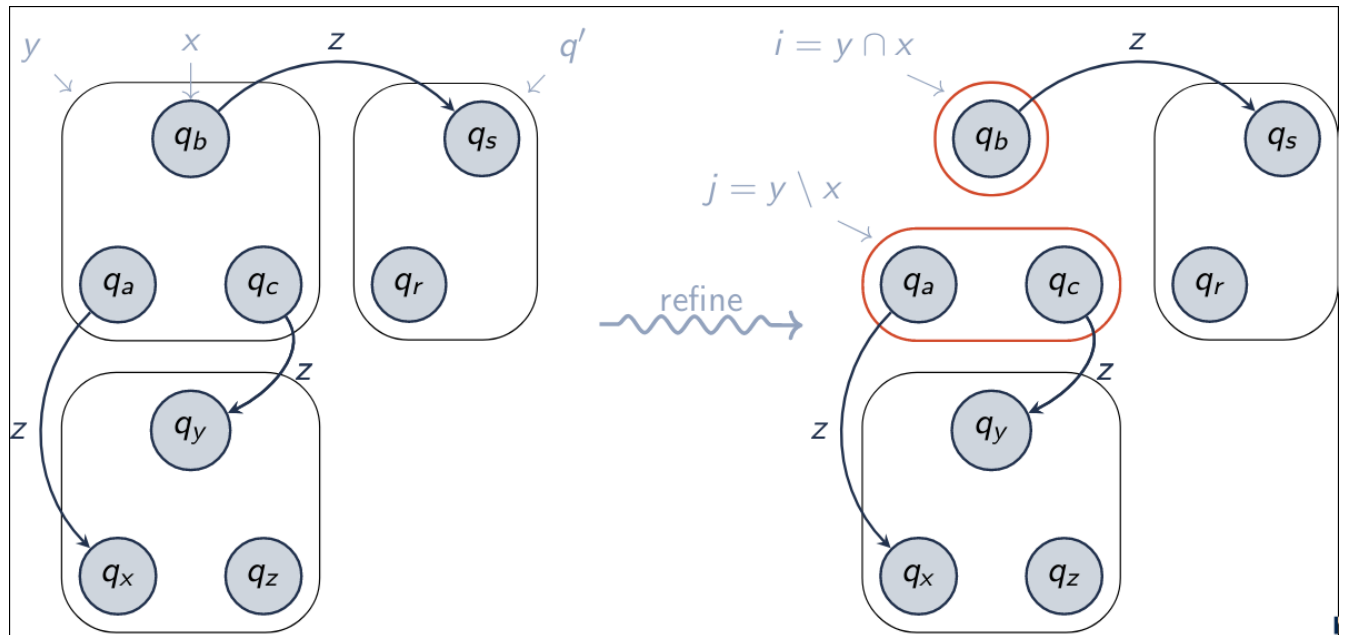 y x z q′ i = y ∩ x z
q_b q_s q_b q_s
j = y \ x
q_a q_c q_r refine q_a q_c q_r
z z
z q_y z q_y
q_x q_z q_x q_z